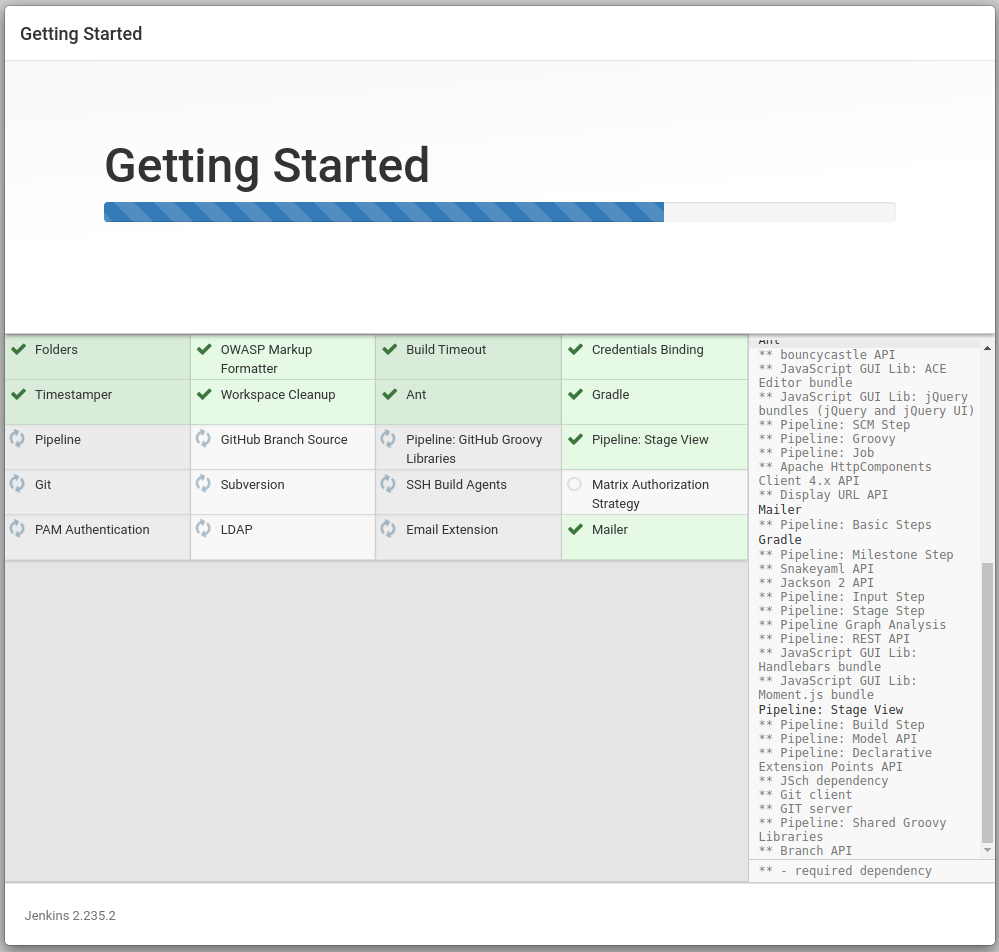 Getting Started
Getting Started
Folders
OWASP Markup
Formatter
Build Timeout
Credentials Binding
Timestamper
Workspace Cleanup
Ant
Gradle
Pipeline
GitHub Branch Source
Pipeline: GitHub Groovy
Libraries
Pipeline: Stage View
Git
Subversion
SSH Build Agents
Matrix Authorization
Strategy
PAM Authentication
LDAP
Email Extension
Mailer
Ant
** bouncycastle API
** JavaScript GUI Lib: ACE
Editor bundle
** JavaScript GUI Lib: jQuery
bundles (jQuery and jQuery UI)
** Pipeline: SCM Step
** Pipeline: Groovy
** Pipeline: Job
** Apache HttpComponents
Client 4.x API
** Display URL API
Mailer
** Pipeline: Basic Steps
Gradle
** Pipeline: Milestone Step
** Snakeyaml API
** Jackson 2 API
** Pipeline: Input Step
** Pipeline: Stage Step
** Pipeline Graph Analysis
** Pipeline: REST API
** JavaScript GUI Lib:
Handlebars bundle
** JavaScript GUI Lib:
Moment.js bundle
Pipeline: Stage View
** Pipeline: Build Step
** Pipeline: Model API
** Pipeline: Declarative
Extension Points API
** JSch dependency
** Git client
** GIT server
** Pipeline: Shared Groovy
Libraries
** Branch API
** - required dependency
Jenkins 2.235.2